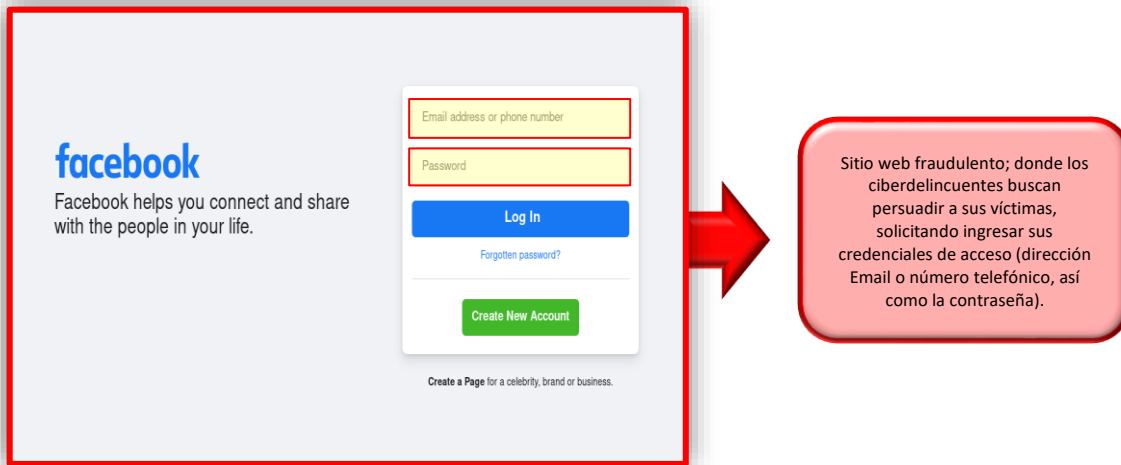 facebook
Facebook helps you connect and share
with the people in your life.
Email address or phone number
Password
Log In
Forgotten password?
Create New Account
Create a Page for a celebrity, brand or business.
Sitio web fraudulento; donde los
ciberdelincuentes buscan
persuadir a sus víctimas,
solicitando ingresar sus
credenciales de acceso (dirección
Email o número telefónico, así
como la contraseña).